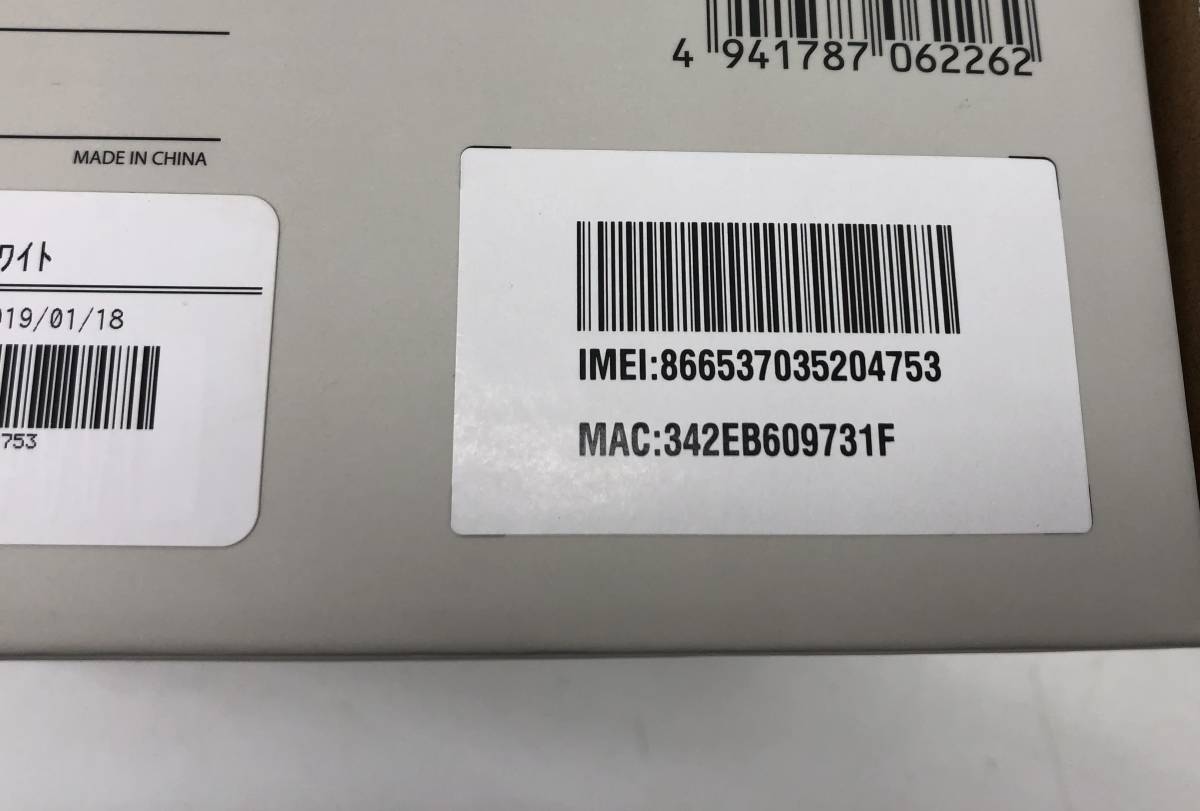 4 941787 062262
MADE IN CHINA
ワイト
019/01/18
753
IMEI:866537035204753
MAC:342EB609731F